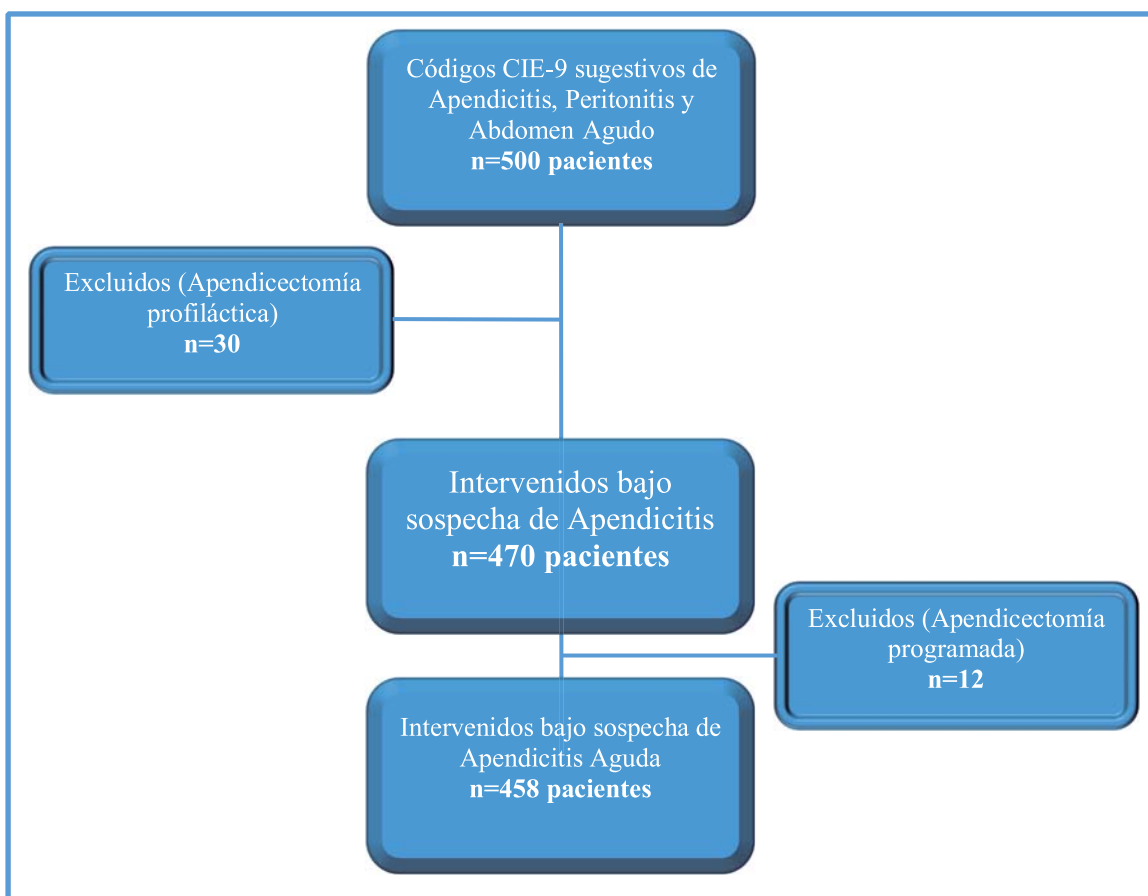 Códigos CIE-9 sugestivos de
Apendicitis, Peritonitis y
Abdomen Agudo
n=500 pacientes
Excluidos (Apendicectomía
profiláctica)
n=30
Intervenidos bajo
sospecha de Apendicitis
n=470 pacientes
Excluidos (Apendicectomía
programada)
n=12
Intervenidos bajo sospecha de
Apendicitis Aguda
n=458 pacientes